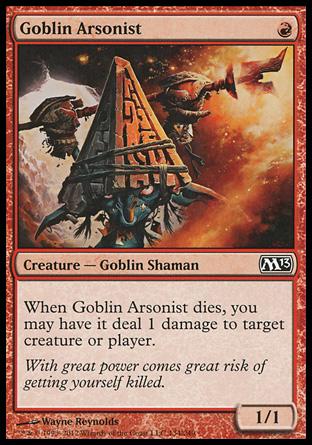 Goblin Arsonist
Creature — Goblin Shaman
M13
When Goblin Arsonist dies, you
may have it deal 1 damage to target
creature or player.
With great power comes great risk of
getting yourself killed.
Wayne Reynolds
1/1